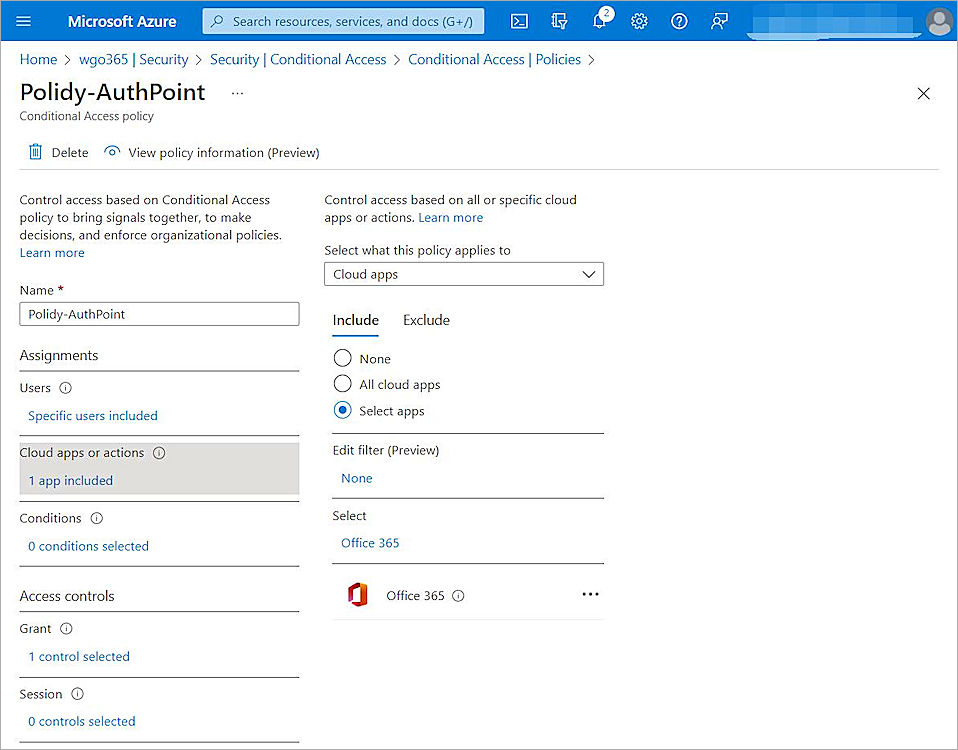 Microsoft Azure
Search resources, services, and docs (G+/)
2
Home > wgo365 | Security > Security | Conditional Access > Conditional Access | Policies >
Polidy-AuthPoint ...
Conditional Access policy
Delete View policy information (Preview)
Control access based on Conditional Access
policy to bring signals together, to make
decisions, and enforce organizational policies.
Learn more
Name *
Polidy-AuthPoint
Assignments
Users
Specific users included
Cloud apps or actions
1 app included
Conditions
0 conditions selected
Access controls
Grant
1 control selected
Session
0 controls selected
Control access based on all or specific cloud
apps or actions. Learn more
Select what this policy applies to
Cloud apps
Include Exclude
None
All cloud apps
Select apps
Edit filter (Preview)
None
Select
Office 365
Office 365